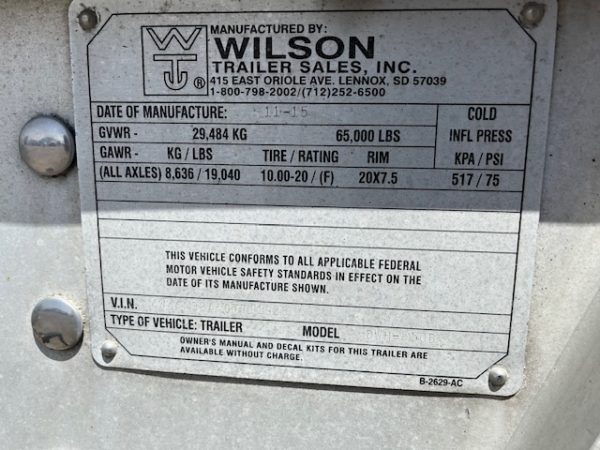 MANUFACTURED BY:
WILSON
TRAILER SALES, INC.
415 EAST ORIOLE AVE. LENNOX, SD 57039
1-800-798-2002/(712)252-6500
WT ®
DATE OF MANUFACTURE: 11-15 COLD
GVWR - 29,484 KG 65,000 LBS INFL PRESS
GAWR - KG / LBS TIRE / RATING RIM KPA / PSI
(ALL AXLES) 8,636 / 19,040 10.00-20 / (F) 20X7.5 517 / 75
THIS VEHICLE CONFORMS TO ALL APPLICABLE FEDERAL
MOTOR VEHICLE SAFETY STANDARDS IN EFFECT ON THE
DATE OF ITS MANUFACTURE SHOWN.
V.I.N.
TYPE OF VEHICLE: TRAILER MODEL
OWNER'S MANUAL AND DECAL KITS FOR THIS TRAILER ARE
AVAILABLE WITHOUT CHARGE.
B-2629-AC